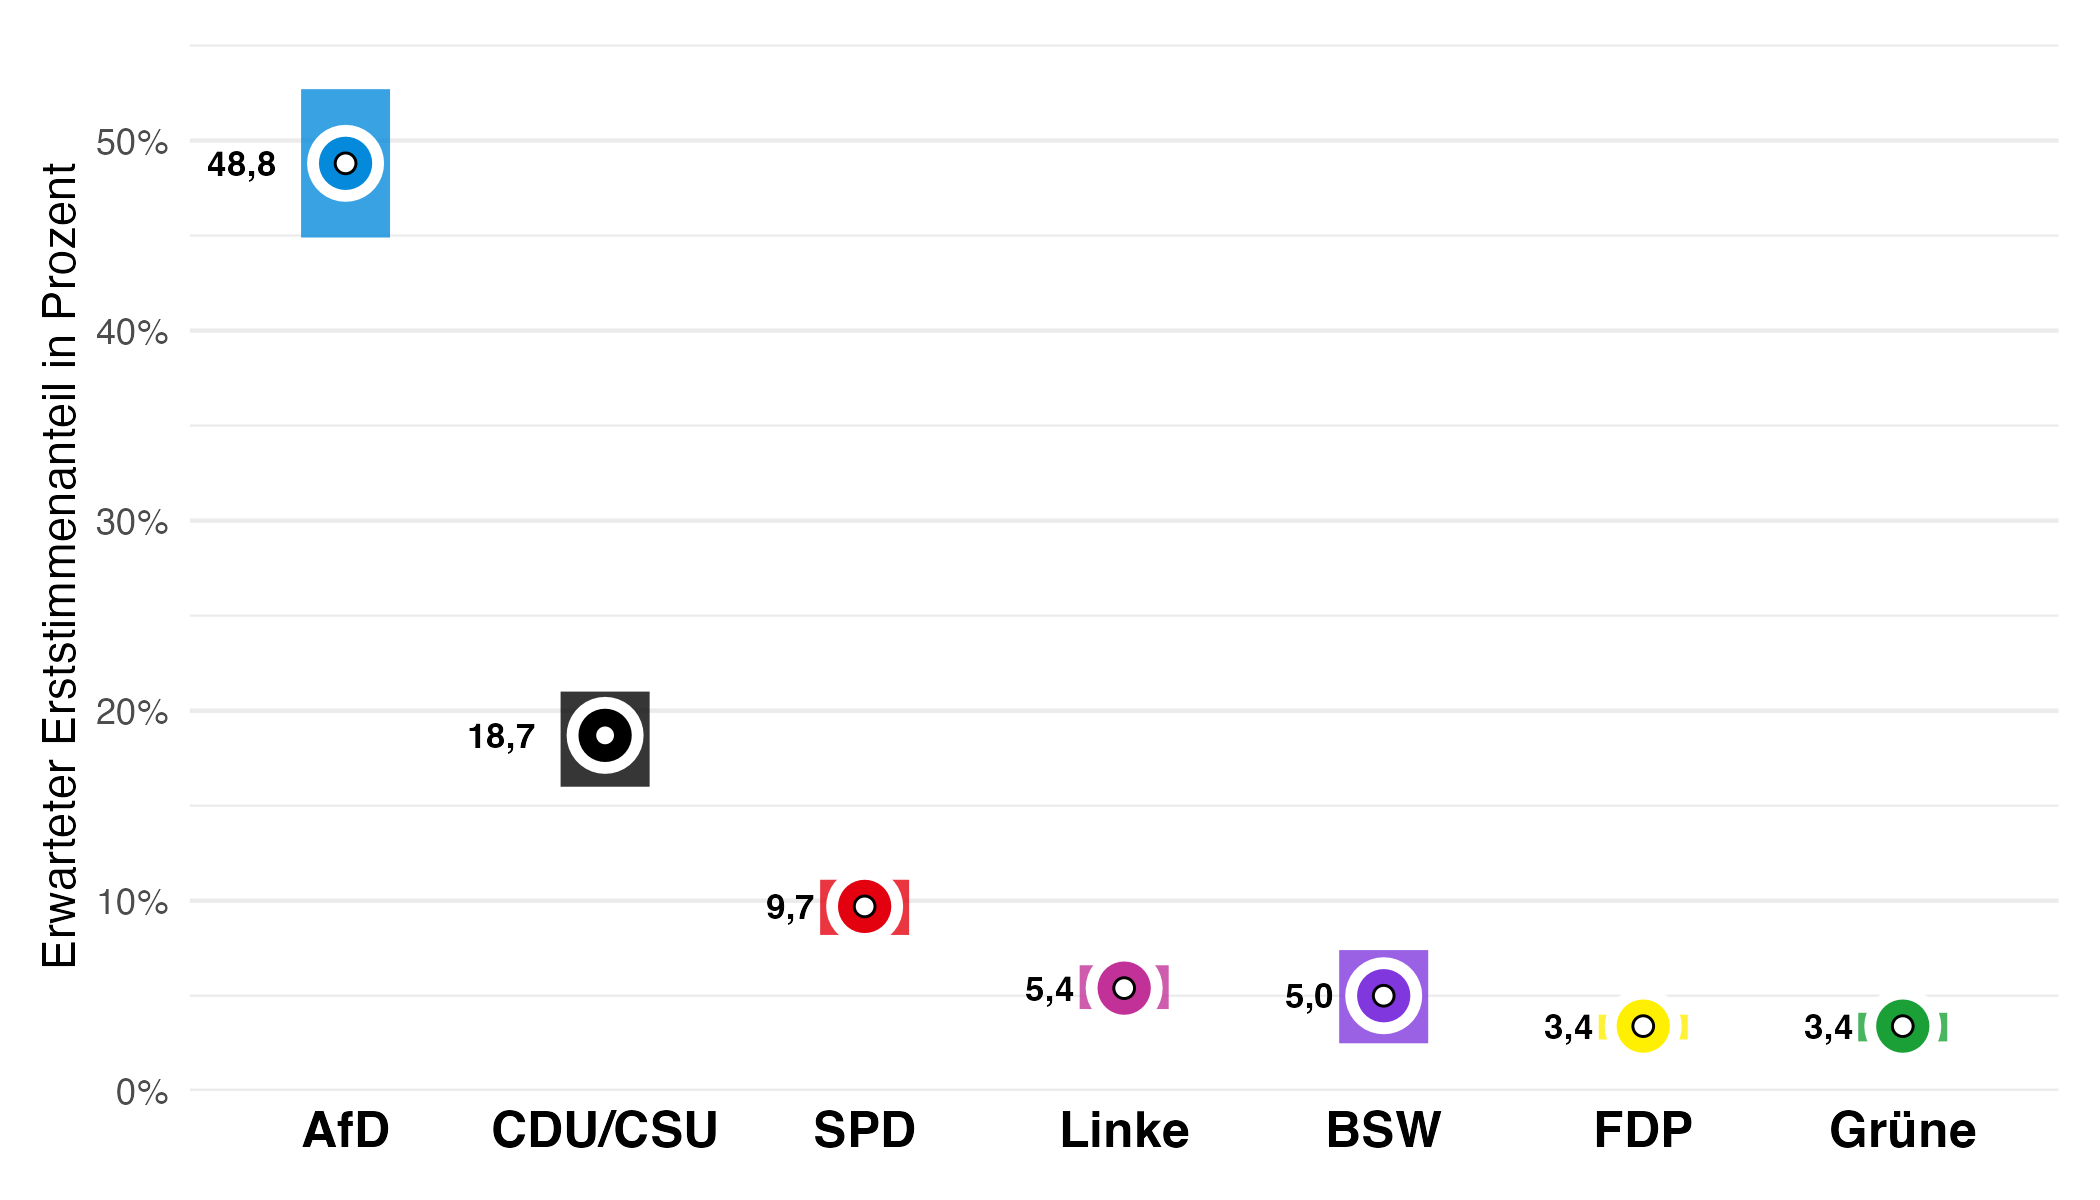 Erwarteter Erststimmenanteil in Prozent
50%
40%
30%
20%
10%
0%
48,8
18,7
9,7
5,4
5,0
3,4
3,4
AfD
CDU/CSU
SPD
Linke
BSW
FDP
Grüne